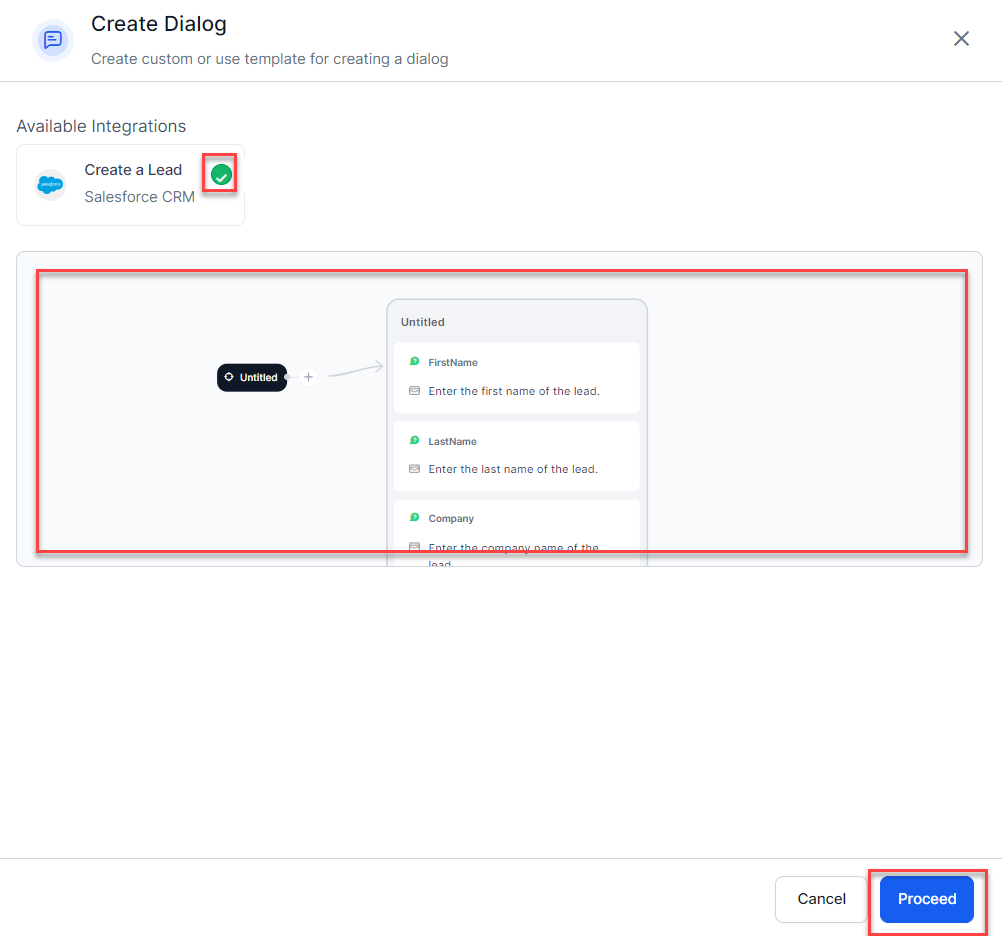 Create Dialog
Create custom or use template for creating a dialog
Available Integrations
Create a Lead
Salesforce CRM
salesforce
Untitled
Untitled
FirstName
Enter the first name of the lead.
LastName
Enter the last name of the lead.
Company
Enter the company name of the
lead.
Cancel
Proceed